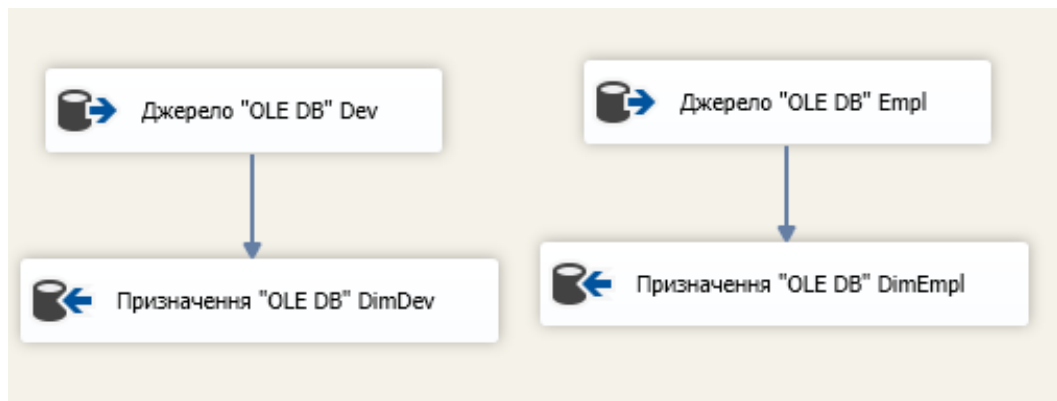 Джерело "OLE DB" Dev
Джерело "OLE DB" Empl
Призначення "OLE DB" DimDev
Призначення "OLE DB" DimEmpl